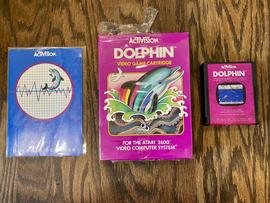 ACTIVISION
ACTIVISION
DOLPHIN
VIDEO GAME CARTRIDGE
FOR THE ATARI 2600
VIDEO COMPUTER SYSTEM
ACTIVISION
DOLPHIN